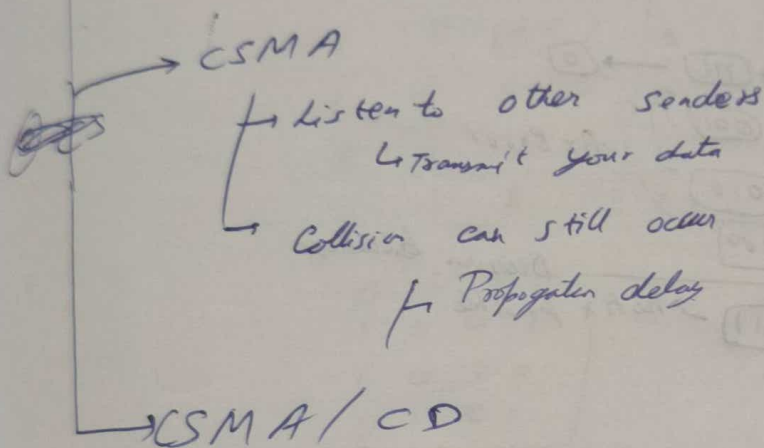 CSMA
Listen to other senders
Transmit your data
Collision can still occur
Propogation delay
CSMA / CD